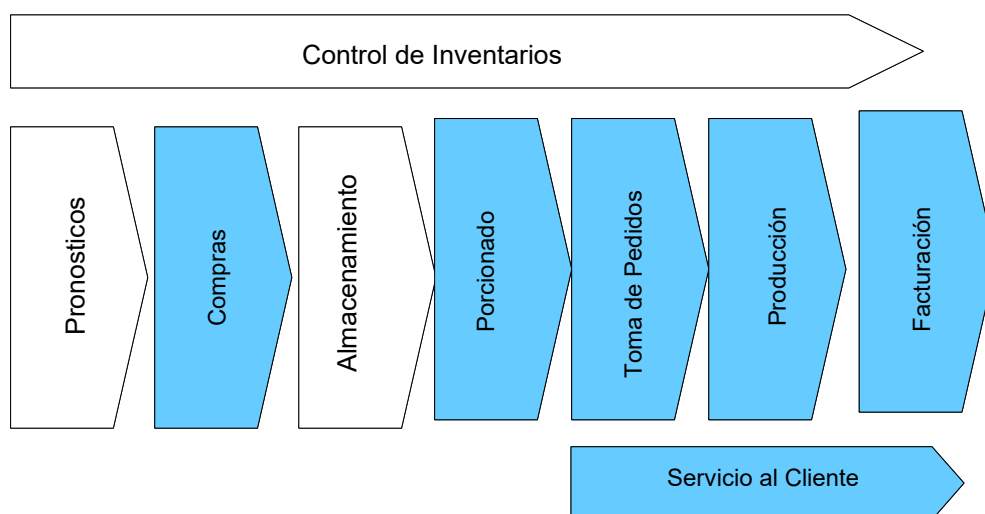 Control de Inventarios
Pronosticos
Compras
Almacenamiento
Porcionado
Toma de Pedidos
Producción
Facturación
Servicio al Cliente